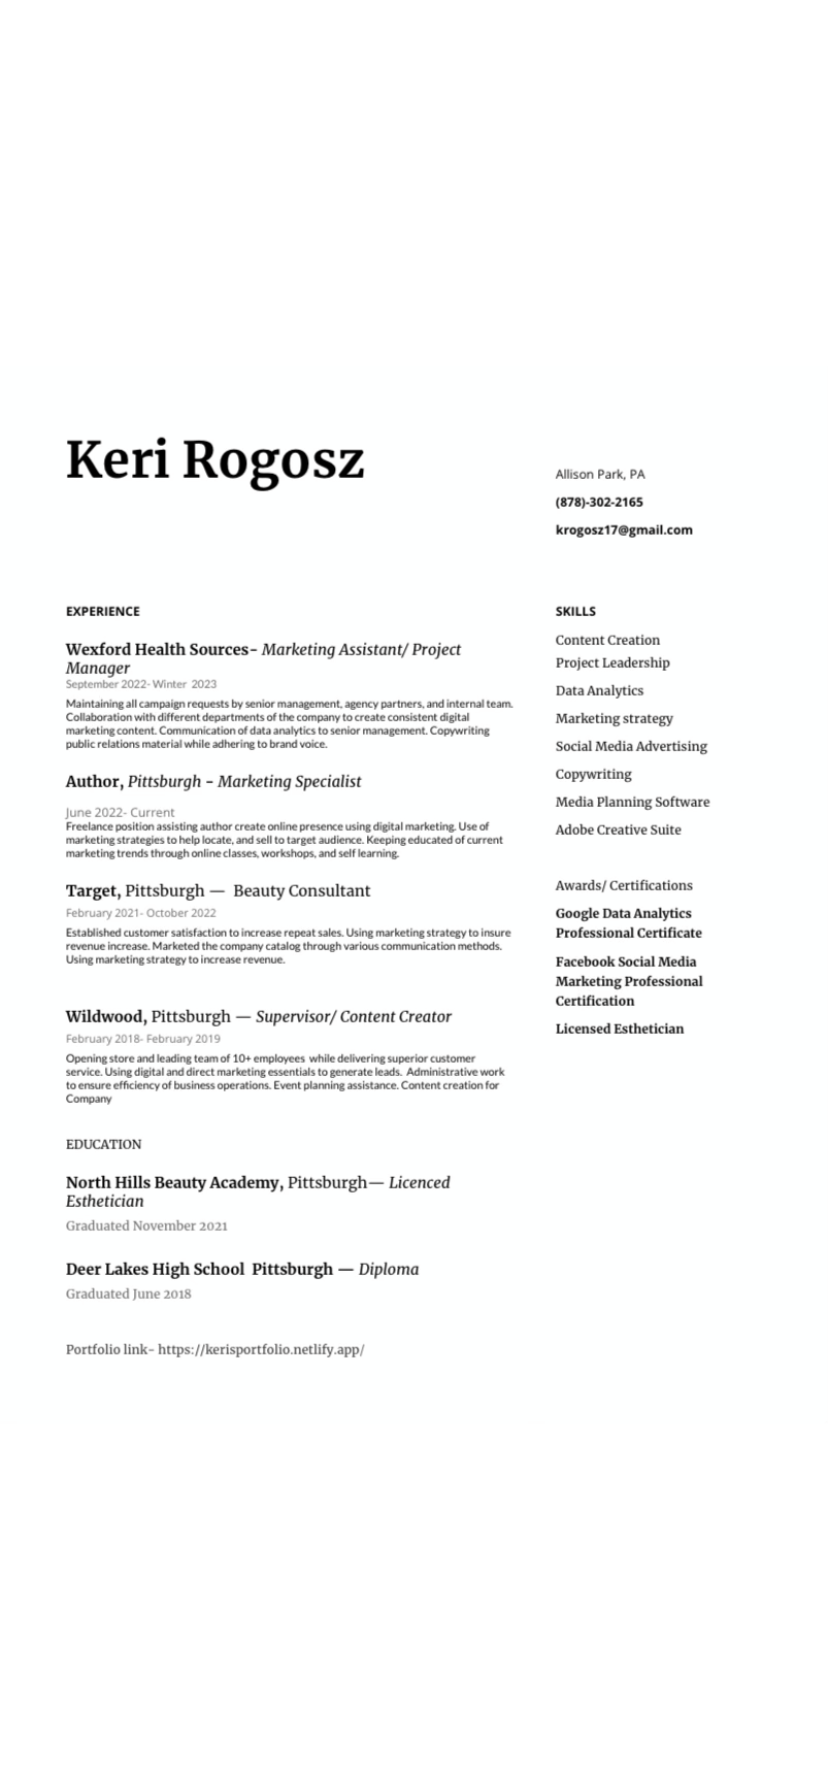 Keri Rogosz
Allison Park, PA
(878)-302-2165
krogosz17@gmail.com
EXPERIENCE
Wexford Health Sources- Marketing Assistant/ Project
Manager
September 2022- Winter 2023
Maintaining all campaign requests by senior management, agency partners, and internal team.
Collaboration with different departments of the company to create consistent digital
marketing content. Communication of data analytics to senior management. Copywriting
public relations material while adhering to brand voice.
Author, Pittsburgh - Marketing Specialist
June 2022- Current
Freelance position assisting author create online presence using digital marketing. Use of
marketing strategies to help locate, and sell to target audience. Keeping educated of current
marketing trends through online classes, workshops, and self learning.
Target, Pittsburgh — Beauty Consultant
February 2021- October 2022
Established customer satisfaction to increase repeat sales. Using marketing strategy to insure
revenue increase. Marketed the company catalog through various communication methods.
Using marketing strategy to increase revenue.
Wildwood, Pittsburgh — Supervisor/ Content Creator
February 2018- February 2019
Opening store and leading team of 10+ employees while delivering superior customer
service. Using digital and direct marketing essentials to generate leads. Administrative work
to ensure efficiency of business operations. Event planning assistance. Content creation for
Company
EDUCATION
North Hills Beauty Academy, Pittsburgh— Licenced
Esthetician
Graduated November 2021
Deer Lakes High School Pittsburgh — Diploma
Graduated June 2018
Portfolio link- https://kerisportfolio.netlify.app/
SKILLS
Content Creation
Project Leadership
Data Analytics
Marketing strategy
Social Media Advertising
Copywriting
Media Planning Software
Adobe Creative Suite
Awards/ Certifications
Google Data Analytics
Professional Certificate
Facebook Social Media
Marketing Professional
Certification
Licensed Esthetician